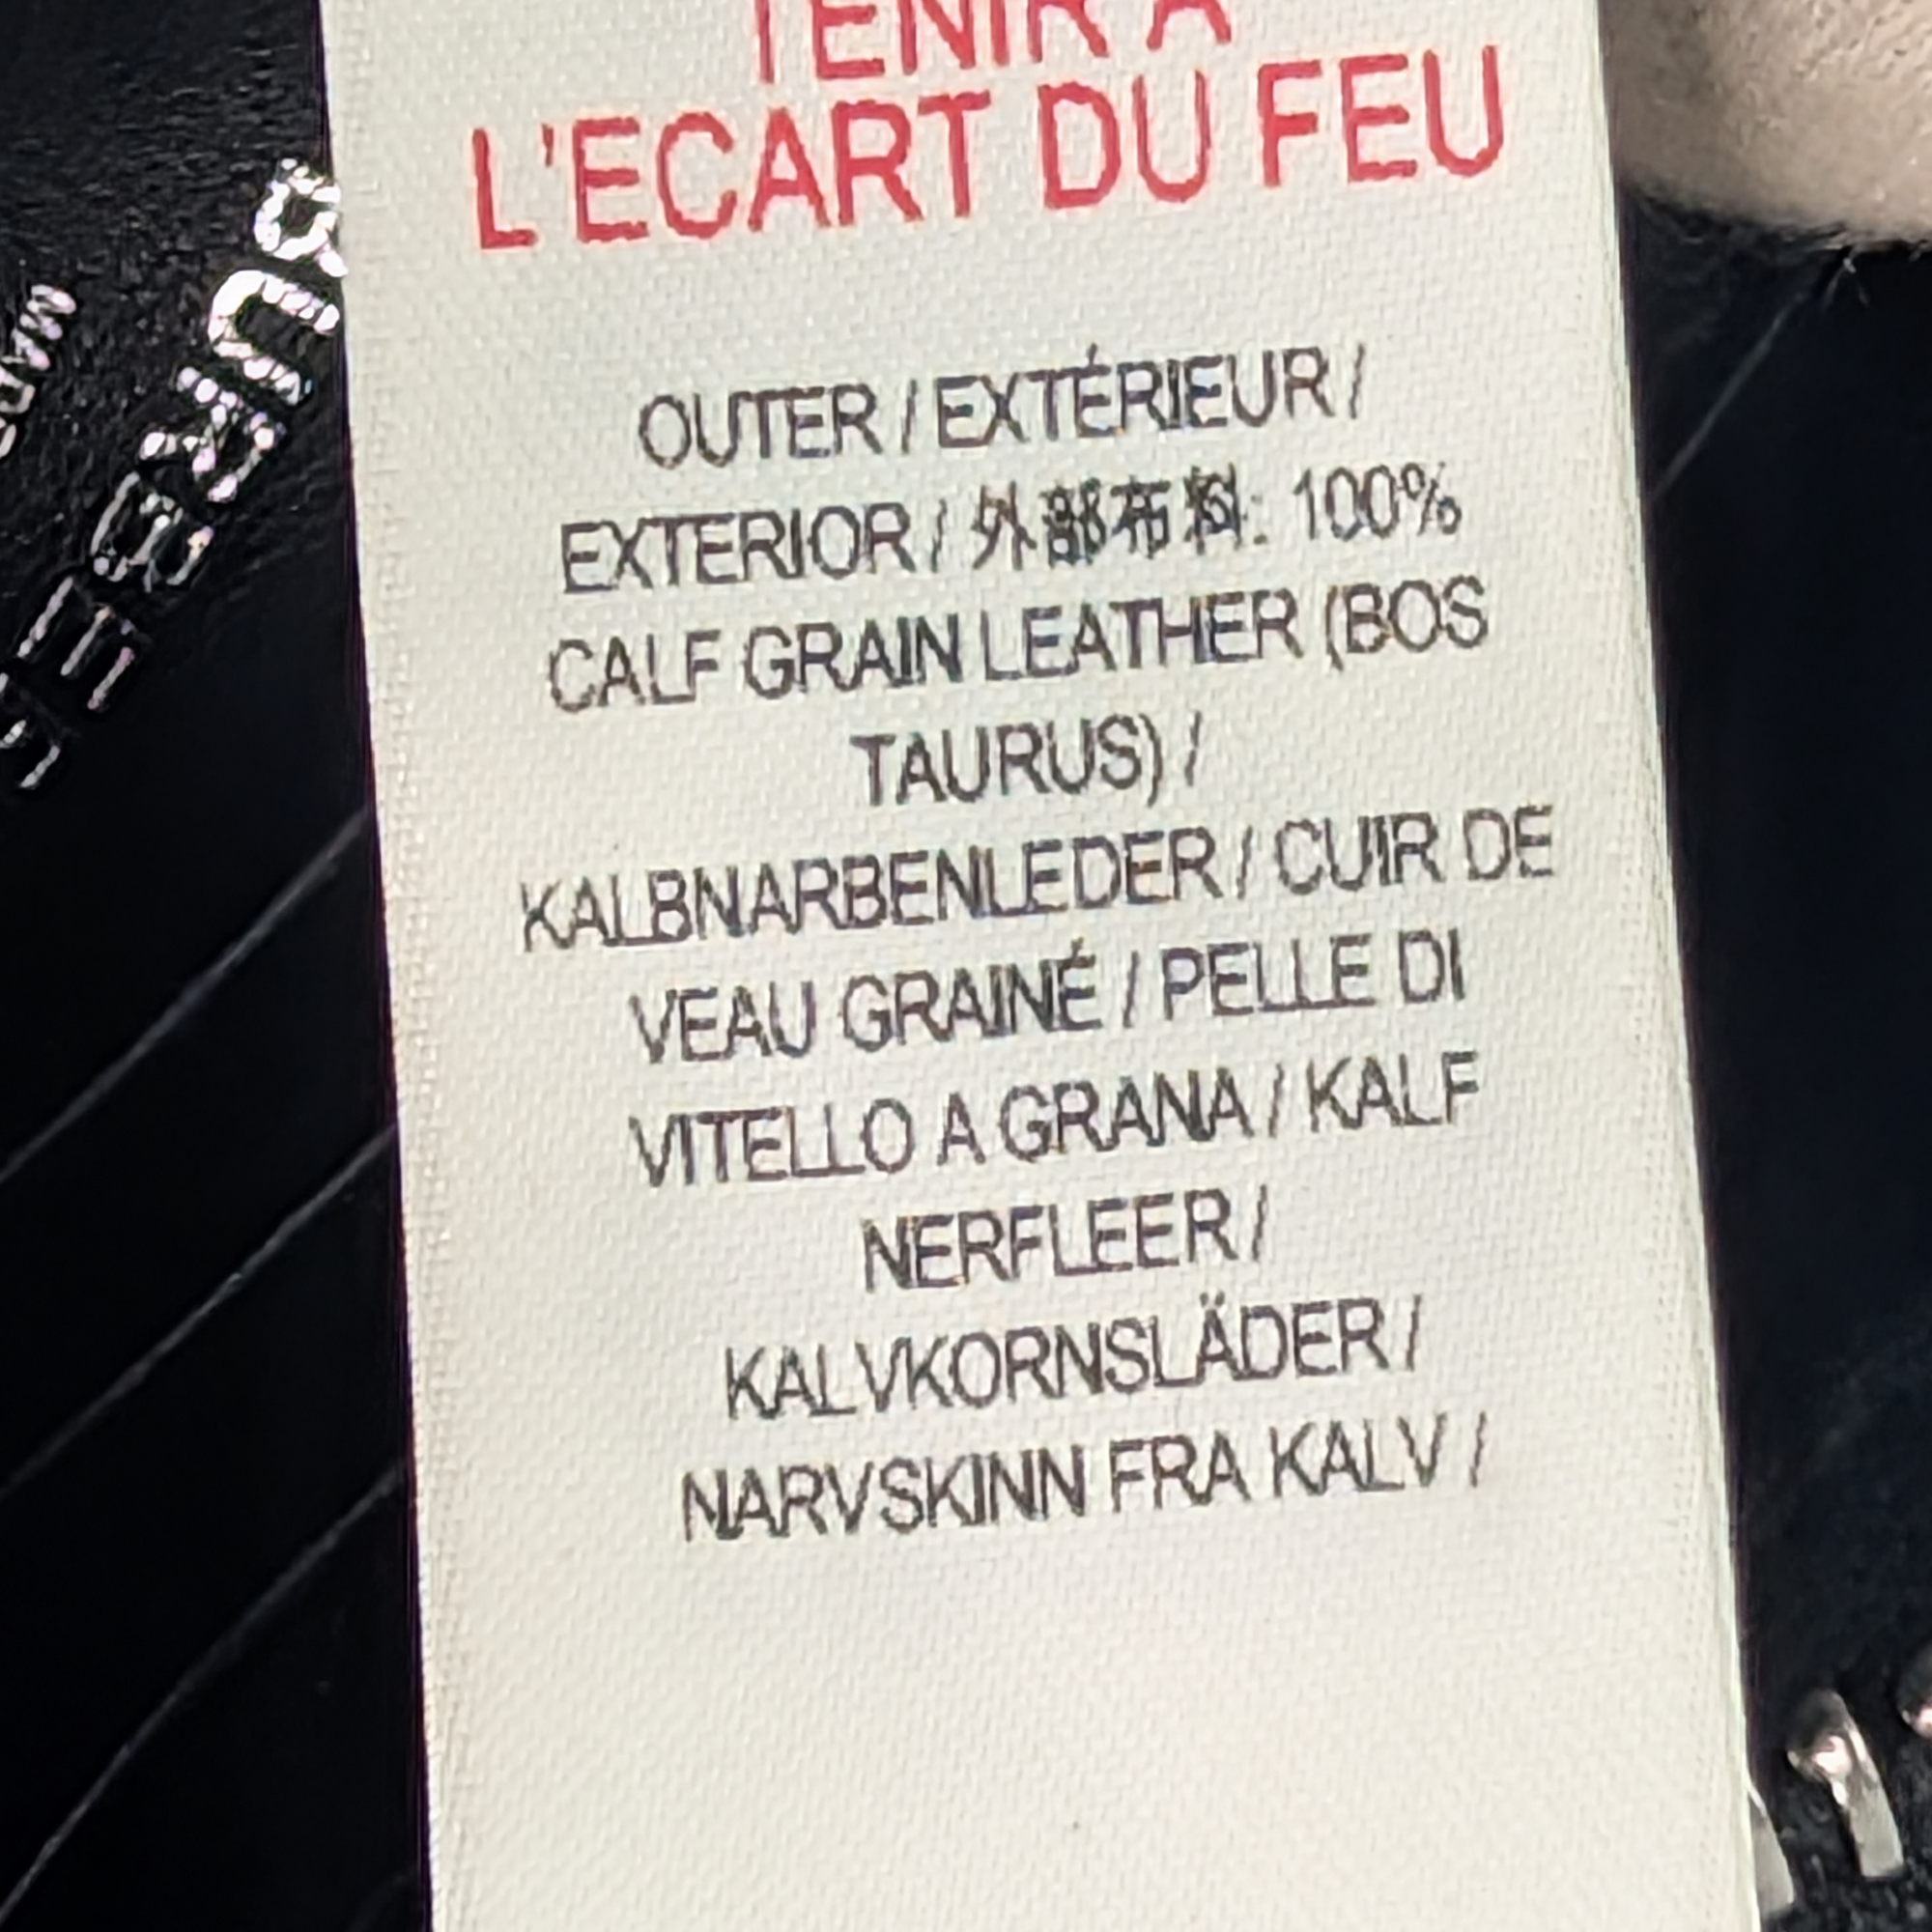 TENIR À
L'ECART DU FEU
OUTER / EXTÉRIEUR /
EXTERIOR / 外部布料: 100%
CALF GRAIN LEATHER (BOS
TAURUS) /
KALBNARBENLEDER / CUIR DE
VEAU GRAINÉ / PELLE DI
VITELLO A GRANA / KALF
NERFLEER /
KALVKORNSLÄDER /
NARVSKINN FRA KALV /